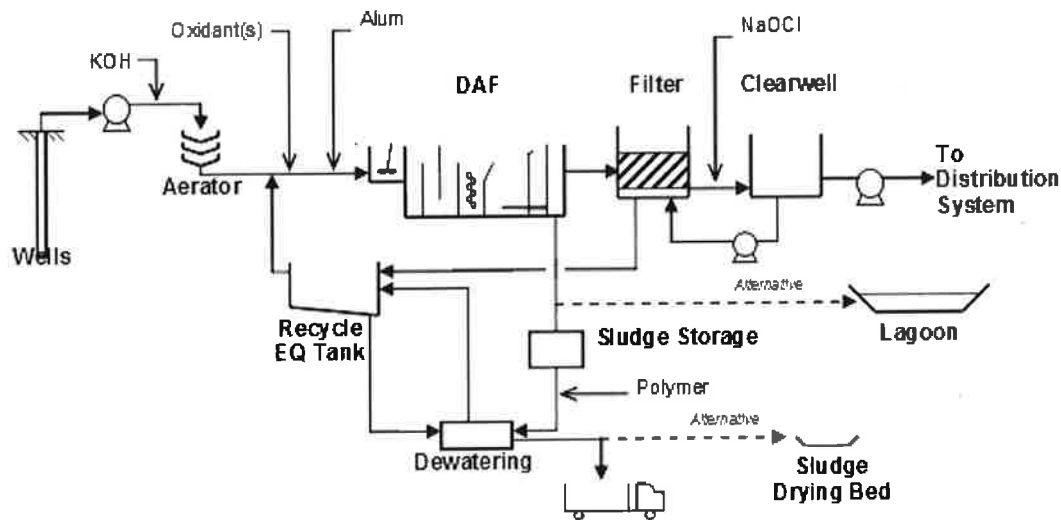 Oxidant(s)
Alum
NaOCl
KOH
DAF
Filter
Clearwell
Aerator
To
Distribution
System
Wells
Alternative
Recycle
EQ Tank
Sludge Storage
Lagoon
Polymer
Alternative
Dewatering
Sludge
Drying Bed